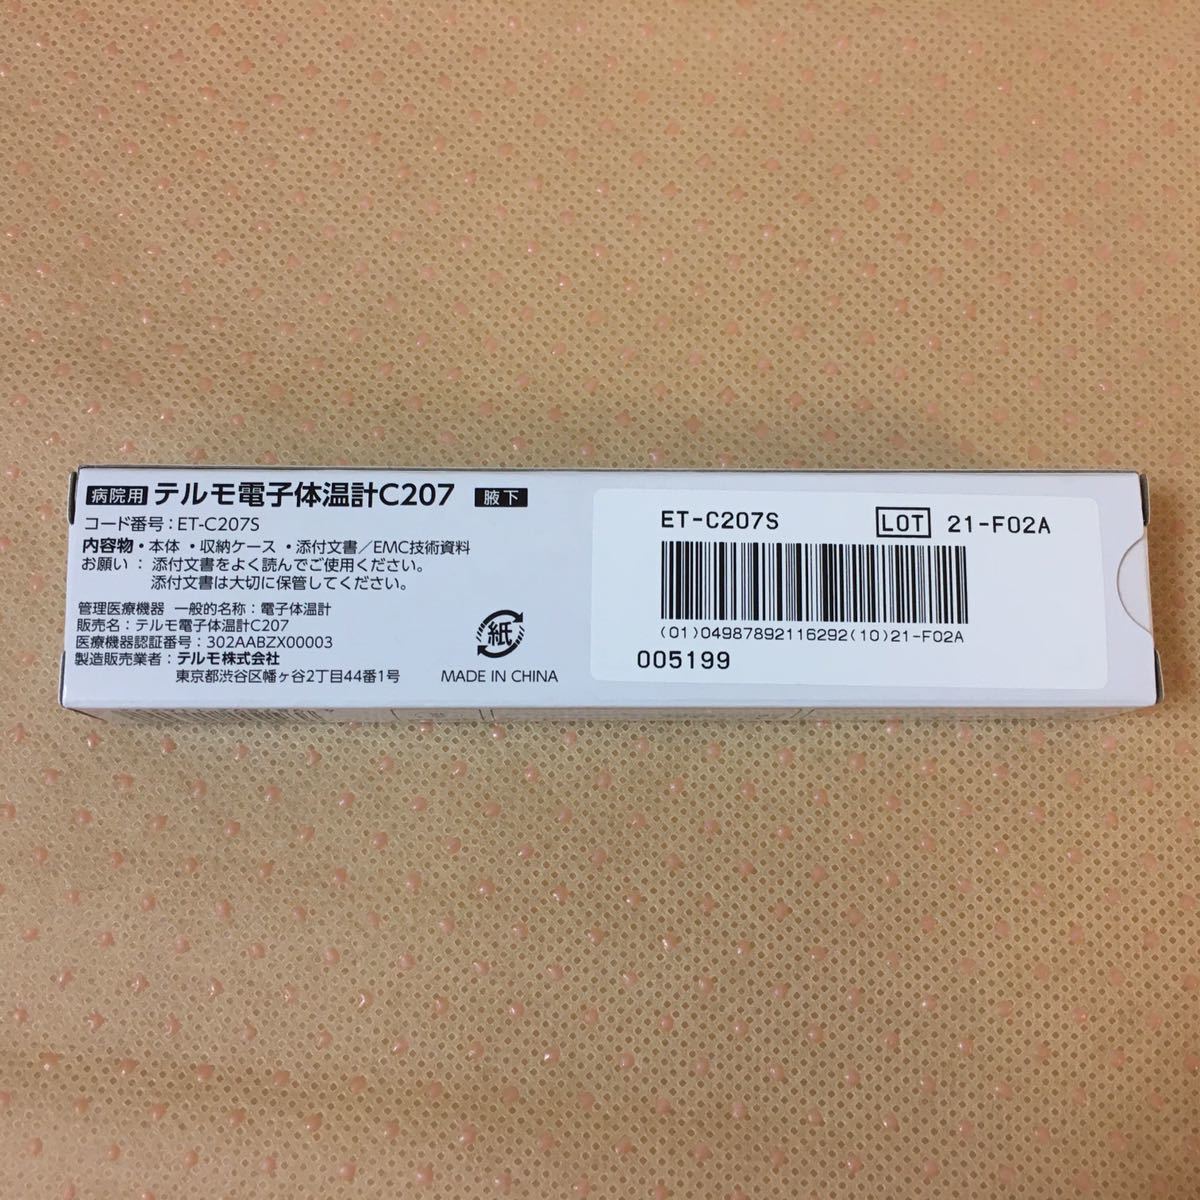 病院用 テルモ電子体温計C207 腋下
コード番号：ET-C207S
内容物・本体 ・収納ケース ・添付文書／EMC技術資料
お願い ： 添付文書をよく読んでご使用ください。
添付文書は大切に保管してください。
管理医療機器 一般的名称：電子体温計
販売名：テルモ電子体温計C207
医療機器認証番号：302AABZX00003
製造販売業者：テルモ株式会社
東京都渋谷区幡ヶ谷2丁目44番1号
紙
MADE IN CHINA
ET-C207S LOT 21-F02A
(01)04987892116292(10)21-F02A
005199